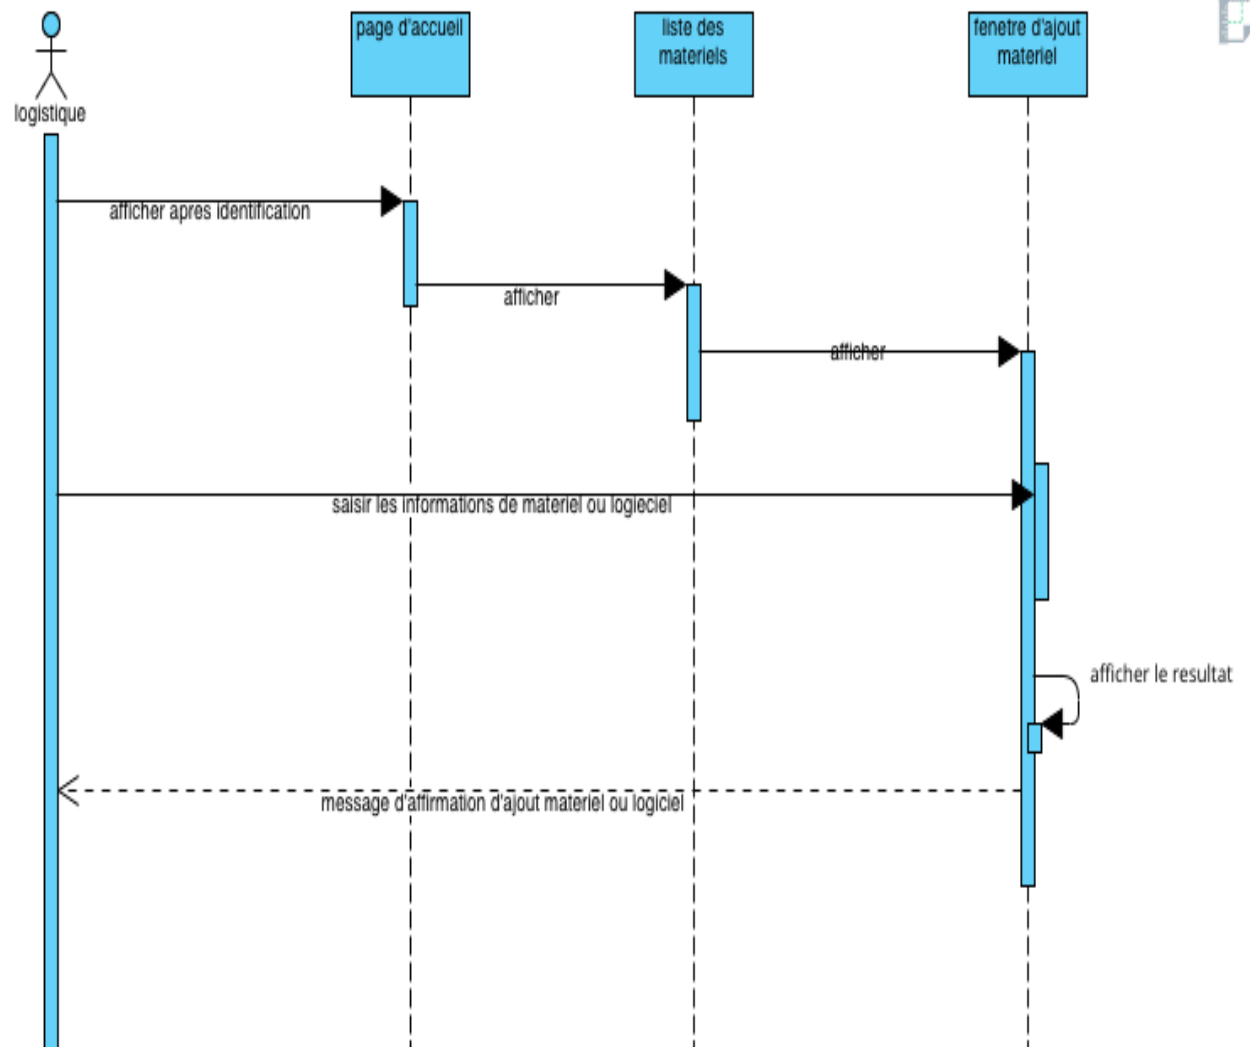 logistique
page d'accueil
liste des
materiels
fenetre d'ajout
materiel
afficher apres identification
afficher
afficher
saisir les informations de materiel ou logieciel
afficher le resultat
message d'affirmation d'ajout materiel ou logiciel